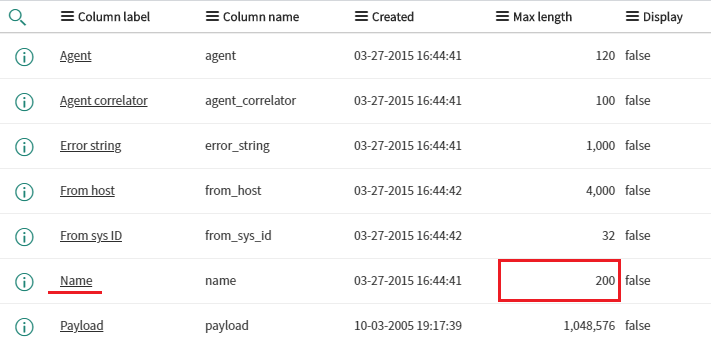 Column label Column name Created Max length Display
Agent agent 03-27-2015 16:44:41 120 false
Agent correlator agent_correlator 03-27-2015 16:44:41 100 false
Error string error_string 03-27-2015 16:44:41 1,000 false
From host from_host 03-27-2015 16:44:42 4,000 false
From sys ID from_sys_id 03-27-2015 16:44:42 32 false
Name name 03-27-2015 16:44:41 200 false
Payload payload 10-03-2005 19:17:39 1,048,576 false